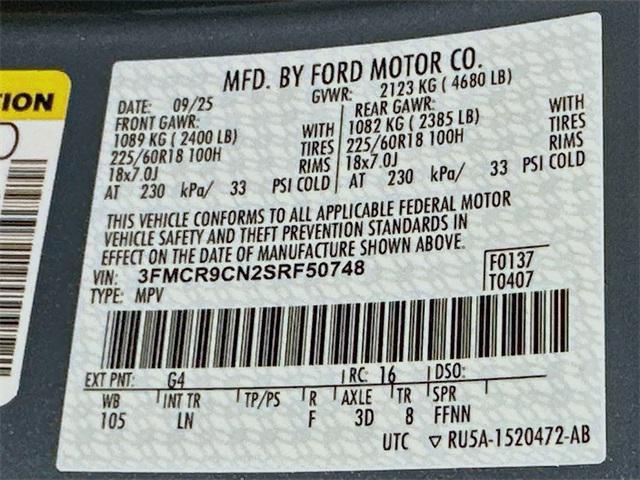 TION
MFD. BY FORD MOTOR CO.
DATE: 09/25 GVWR: 2123 KG ( 4680 LB)
FRONT GAWR: REAR GAWR: WITH
1089 KG ( 2400 LB) WITH 1082 KG ( 2385 LB) TIRES
225/60R18 100H TIRES 225/60R18 100H RIMS
18x7.0J RIMS 18x7.0J
AT 230 kPa/ 33 PSI COLD AT 230 kPa/ 33 PSI COLD
THIS VEHICLE CONFORMS TO ALL APPLICABLE FEDERAL MOTOR
VEHICLE SAFETY AND THEFT PREVENTION STANDARDS IN
EFFECT ON THE DATE OF MANUFACTURE SHOWN ABOVE.
VIN: 3FMCR9CN2SRF50748 F0137
TYPE: MPV T0407
EXT PNT: G4 RC: 16 DSO:
WB INT TR TP/PS R AXLE TR SPR
105 LN F 3D 8 FFNN
UTC ▽ RU5A-1520472-AB